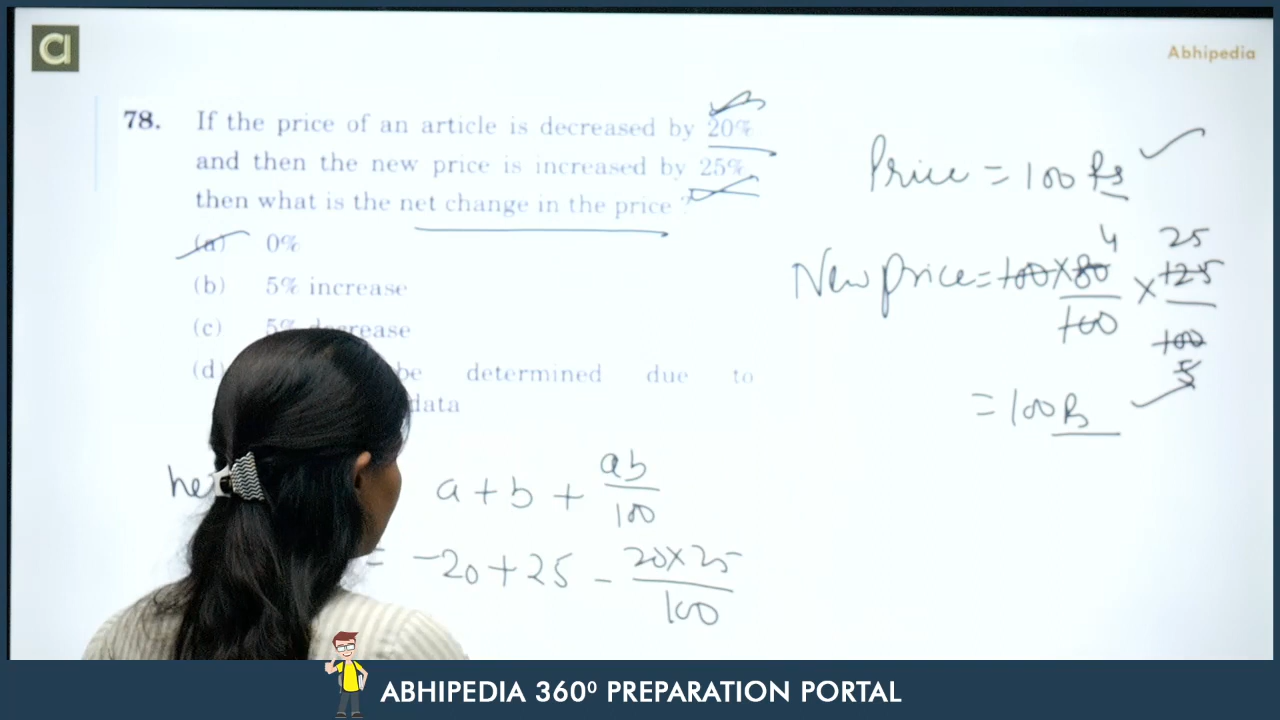 a
Abhipedia
78. If the price of an article is decreased by 20%
and then the new price is increased by 25%
then what is the net change in the price ?
(a) 0%
(b) 5% increase
(c) 5% decrease
(d) be determined due to
data
Price = 100 Rs
New price = 100 × 80/100 × 125/100
4 25
5
= 100 Rs
a + b + ab/100
= -20 + 25 - 20×25/100
ABHIPEDIA 360⁰ PREPARATION PORTAL